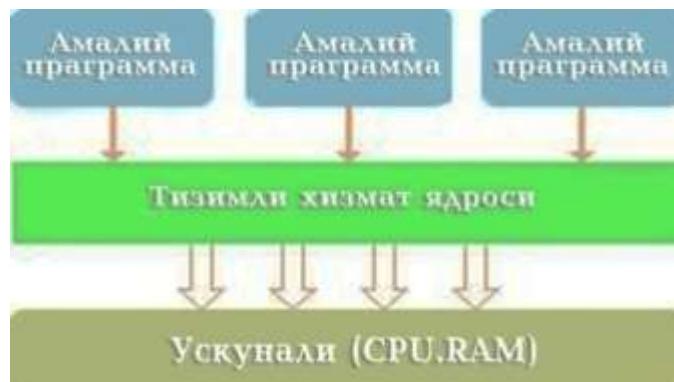 Амалий
праграмма
Амалий
праграмма
Амалий
праграмма
Тизимли хизмат ядроси
Ускунали (CPU.RAM)